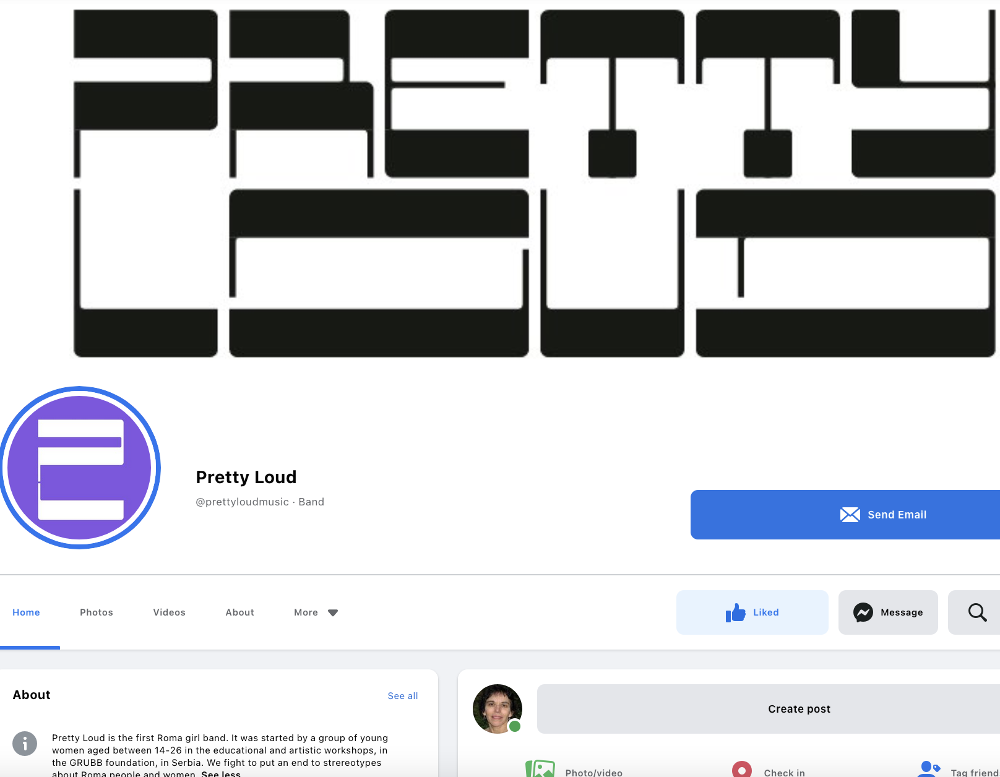 PRETTY
LOUD
Pretty Loud
@prettyloudmusic · Band
Send Email
Home
Photos
Videos
About
More
Liked
Message
About
See all
Pretty Loud is the first Roma girl band. It was started by a group of young
women aged between 14-26 in the educational and artistic workshops, in
the GRUBB foundation, in Serbia. We fight to put an end to strereotypes
about Roma people and women. See less
Create post
Photo/video
Check in
Tag friend